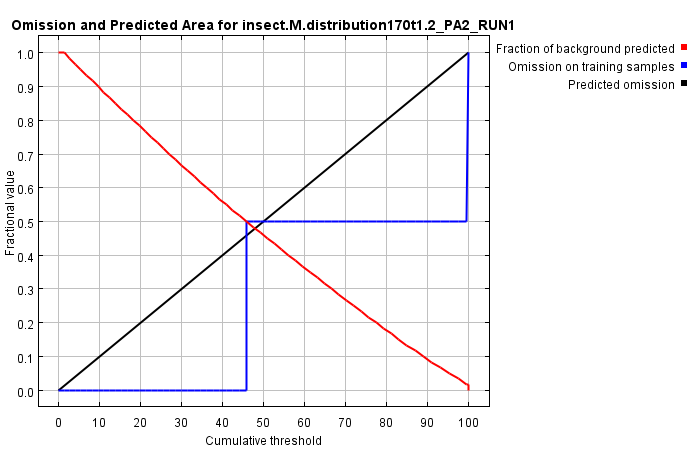 Omission and Predicted Area for insect.M.distribution170t1.2_PA2_RUN1
Fraction of background predicted
Omission on training samples
Predicted omission
Fractional value
1.0
0.9
0.8
0.7
0.6
0.5
0.4
0.3
0.2
0.1
0.0
0 10 20 30 40 50 60 70 80 90 100
Cumulative threshold